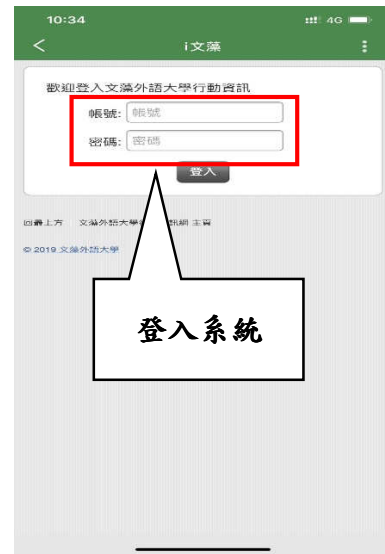 10:34
4G
i文藻
歡迎登入文藻外語大學行動資訊
帳號: 帳號
密碼: 密碼
登入
回最上方 文藻外語大學 訊網 主頁
© 2019 文藻外語大學
登入系統